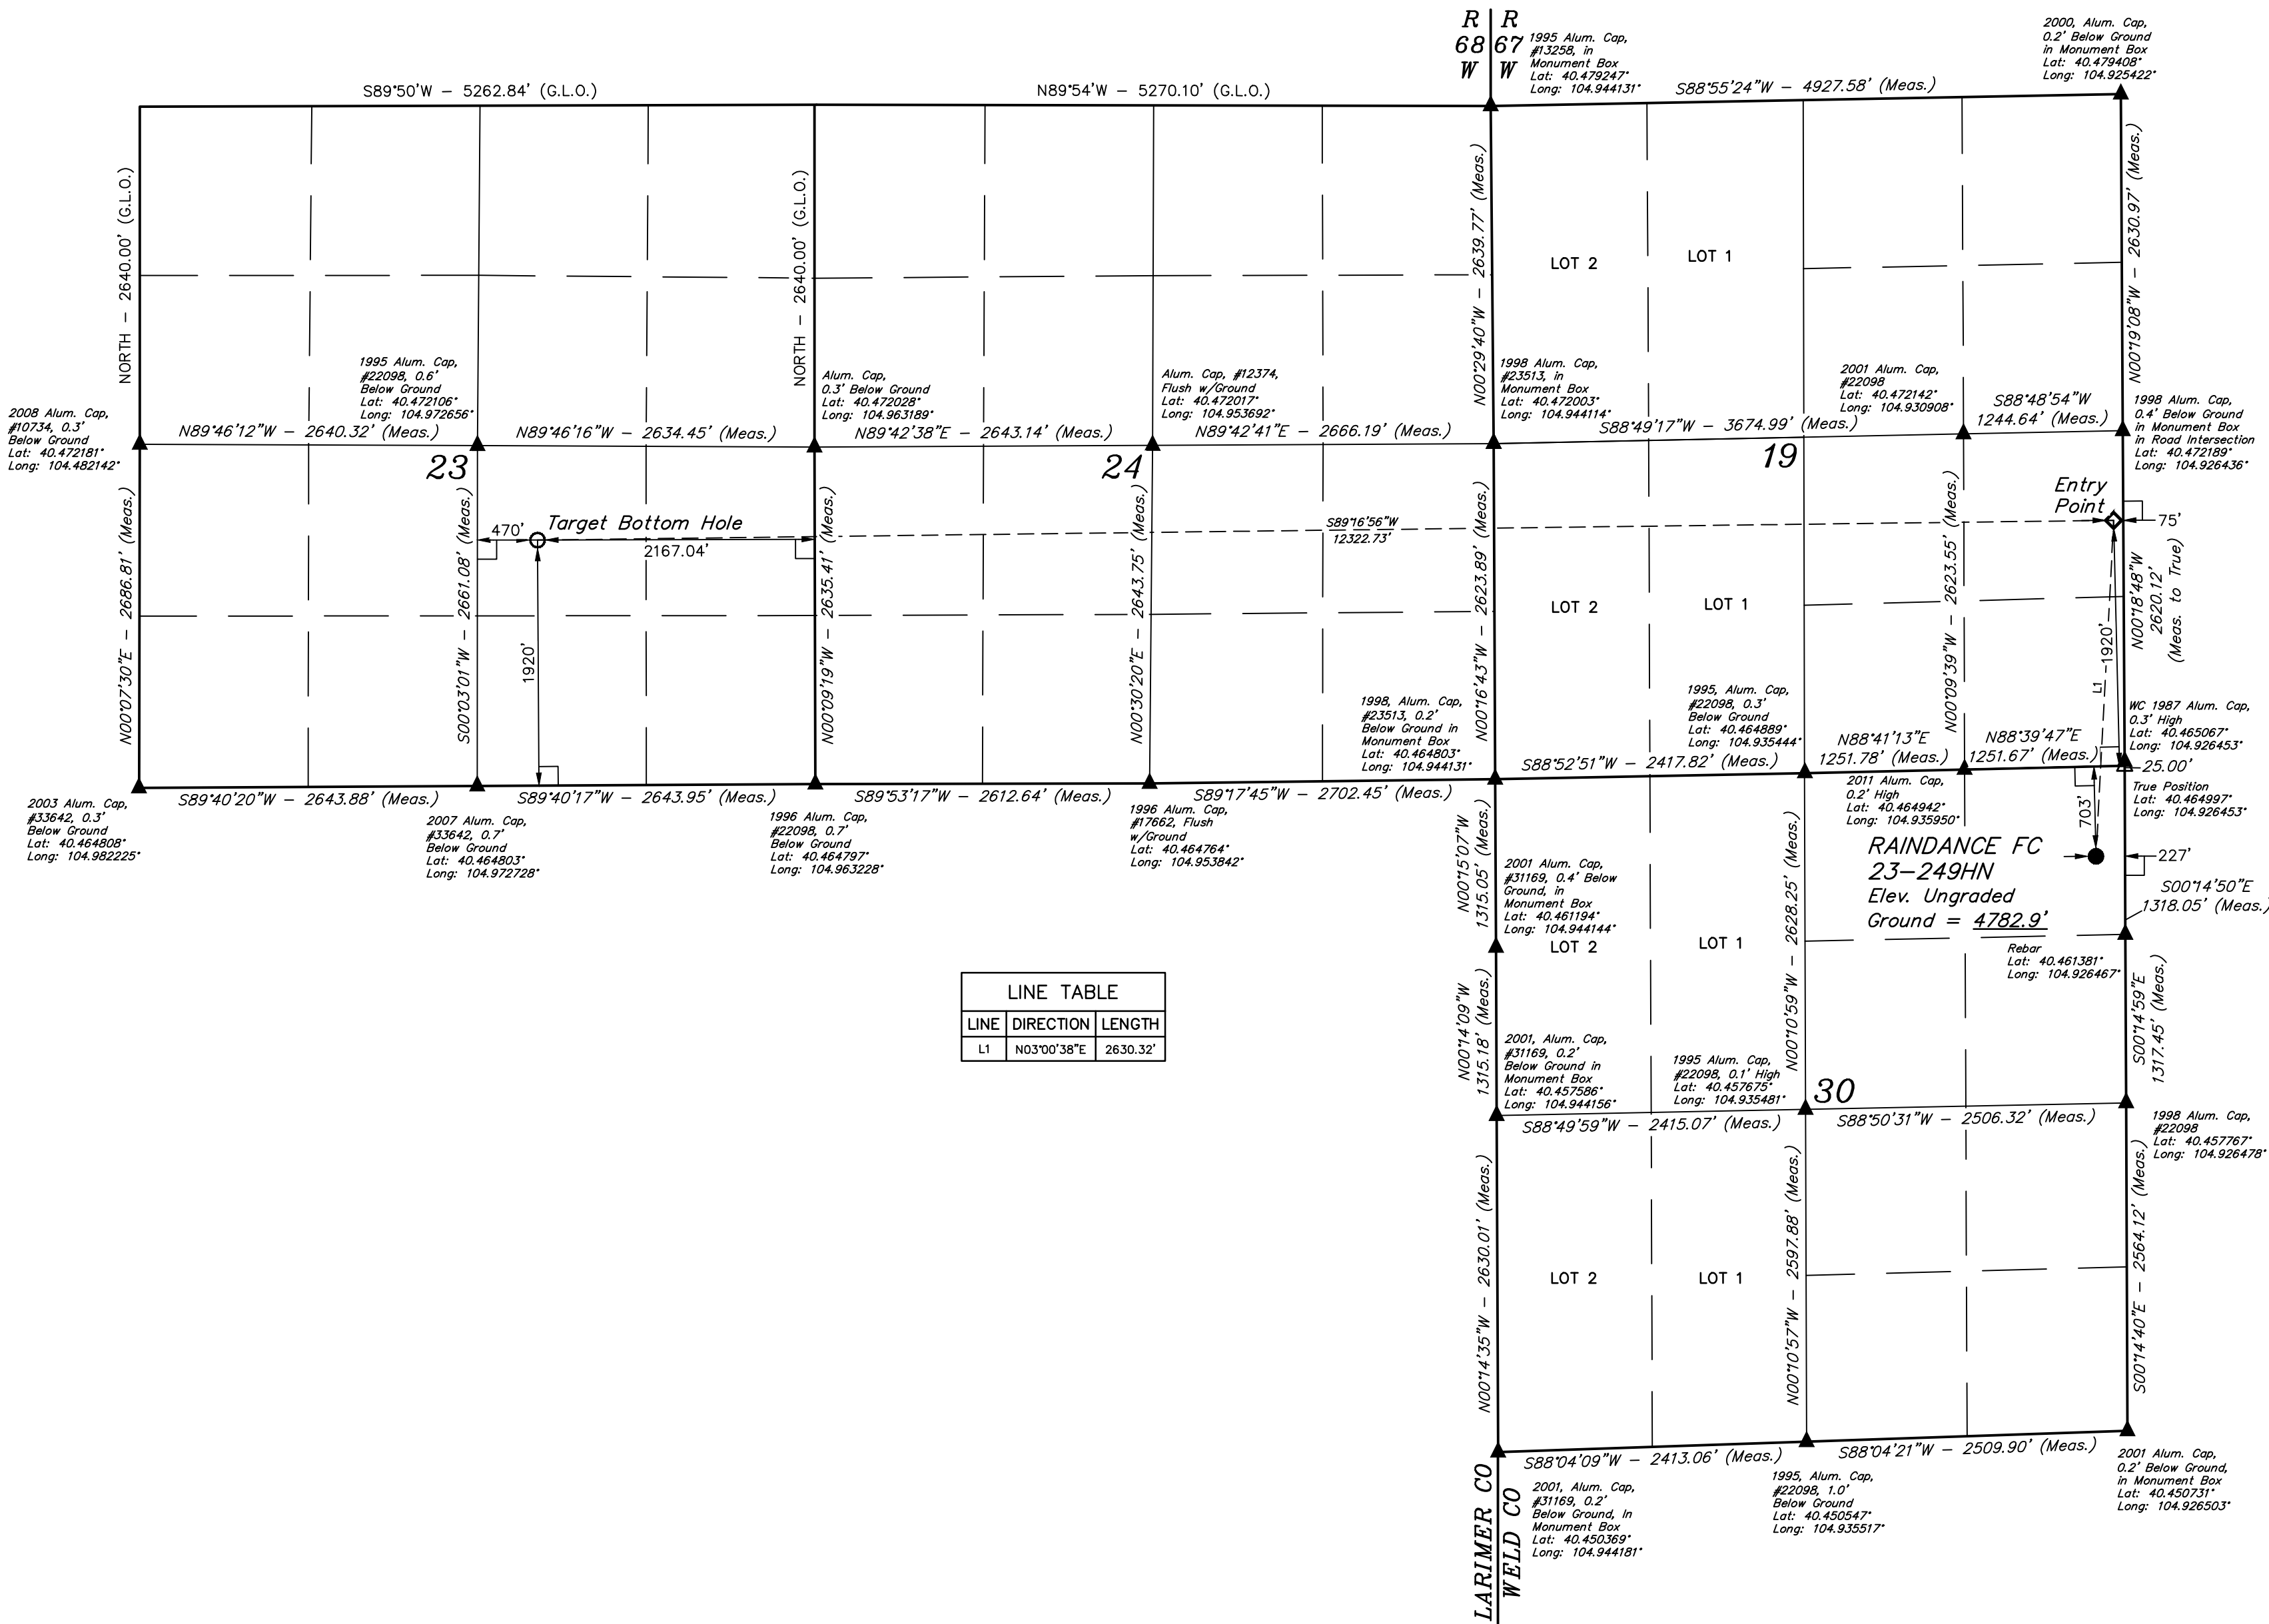 R R
68 67
W W
1995 Alum. Cap,
#13258, in
Monument Box
Lat: 40.479247°
Long: 104.944131°
2000, Alum. Cap,
0.2' Below Ground
in Monument Box
Lat: 40.479408°
Long: 104.925422°
S89°50'W - 5262.84' (G.L.O.)
N89°54'W - 5270.10' (G.L.O.)
S88°55'24"W - 4927.58' (Meas.)
NORTH - 2640.00' (G.L.O.)
NORTH - 2640.00' (G.L.O.)
N00°29'40"W - 2639.77' (Meas.)
N00°19'08"W - 2630.97' (Meas.)
LOT 2
LOT 1
2008 Alum. Cap,
#10734, 0.3'
Below Ground
Lat: 40.472181°
Long: 104.482142°
1995 Alum. Cap,
#22098, 0.6'
Below Ground
Lat: 40.472106°
Long: 104.972656°
Alum. Cap,
0.3' Below Ground
Lat: 40.472028°
Long: 104.963189°
Alum. Cap, #12374,
Flush w/Ground
Lat: 40.472017°
Long: 104.953692°
1998 Alum. Cap,
#23513, in
Monument Box
Lat: 40.472003°
Long: 104.944114°
2001 Alum. Cap,
#22098
Lat: 40.472142°
Long: 104.930908°
1998 Alum. Cap,
0.4' Below Ground
in Monument Box
in Road Intersection
Lat: 40.472189°
Long: 104.926436°
N89°46'12"W - 2640.32' (Meas.)
N89°46'16"W - 2634.45' (Meas.)
N89°42'38"E - 2643.14' (Meas.)
N89°42'41"E - 2666.19' (Meas.)
S88°49'17"W - 3674.99' (Meas.)
S88°48'54"W
1244.64' (Meas.)
23
24
19
N00°07'30"E - 2686.81' (Meas.)
S00°03'01"W - 2661.08' (Meas.)
N00°09'19"W - 2635.41' (Meas.)
N00°30'20"E - 2643.75' (Meas.)
N00°16'43"W - 2623.89' (Meas.)
N00°09'39"W - 2623.55' (Meas.)
470'
Target Bottom Hole
2167.04'
1920'
S89°16'56"W
12322.73'
Entry
Point
75'
N00°18'48"W
2620.12'
(Meas. to True)
1920'
L1
LOT 2
LOT 1
2003 Alum. Cap,
#33642, 0.3'
Below Ground
Lat: 40.464808°
Long: 104.982225°
S89°40'20"W - 2643.88' (Meas.)
2007 Alum. Cap,
#33642, 0.7'
Below Ground
Lat: 40.464803°
Long: 104.972728°
S89°40'17"W - 2643.95' (Meas.)
1996 Alum. Cap,
#22098, 0.7'
Below Ground
Lat: 40.464797°
Long: 104.963228°
S89°53'17"W - 2612.64' (Meas.)
1996 Alum. Cap,
#17662, Flush
w/Ground
Lat: 40.464764°
Long: 104.953842°
S89°17'45"W - 2702.45' (Meas.)
1998, Alum. Cap,
#23513, 0.2'
Below Ground in
Monument Box
Lat: 40.464803°
Long: 104.944131°
S88°52'51"W - 2417.82' (Meas.)
1995, Alum. Cap,
#22098, 0.3'
Below Ground
Lat: 40.464889°
Long: 104.935444°
N88°41'13"E
1251.78' (Meas.)
N88°39'47"E
1251.67' (Meas.)
WC 1987 Alum. Cap,
0.3' High
Lat: 40.465067°
Long: 104.926453°
25.00'
True Position
Lat: 40.464997°
Long: 104.926453°
2011 Alum. Cap,
0.2' High
Lat: 40.464942°
Long: 104.935950°
703'
RAINDANCE FC
23-249HN
Elev. Ungraded
Ground = 4782.9'
227'
S00°14'50"E
1318.05' (Meas.)
N00°15'07"W
1315.05' (Meas.)
2001 Alum. Cap,
#31169, 0.4' Below
Ground, in
Monument Box
Lat: 40.461194°
Long: 104.944144°
LOT 2
LOT 1
N00°10'59"W - 2628.25' (Meas.)
Rebar
Lat: 40.461381°
Long: 104.926467°
N00°14'09"W
1315.18' (Meas.)
S00°14'59"E
1317.45' (Meas.)
LINE TABLE
LINE DIRECTION LENGTH
L1 N03°00'38"E 2630.32'
2001, Alum. Cap,
#31169, 0.2'
Below Ground in
Monument Box
Lat: 40.457586°
Long: 104.944156°
1995 Alum. Cap,
#22098, 0.1' High
Lat: 40.457675°
Long: 104.935481°
30
S88°49'59"W - 2415.07' (Meas.)
S88°50'31"W - 2506.32' (Meas.)
1998 Alum. Cap,
#22098
Lat: 40.457767°
Long: 104.926478°
N00°14'35"W - 2630.01' (Meas.)
N00°10'57"W - 2597.88' (Meas.)
S00°14'40"E - 2564.12' (Meas.)
LOT 2
LOT 1
S88°04'09"W - 2413.06' (Meas.)
S88°04'21"W - 2509.90' (Meas.)
LARIMER CO
WELD CO
2001, Alum. Cap,
#31169, 0.2'
Below Ground, In
Monument Box
Lat: 40.450369°
Long: 104.944181°
1995, Alum. Cap,
#22098, 1.0'
Below Ground
Lat: 40.450547°
Long: 104.935517°
2001 Alum. Cap,
0.2' Below Ground,
in Monument Box
Lat: 40.450731°
Long: 104.926503°